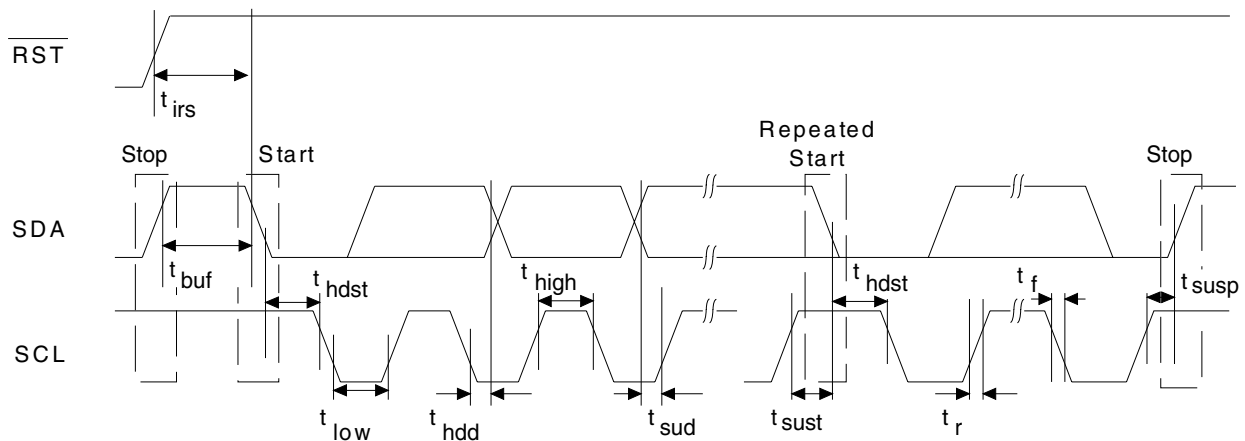 RST
t irs
Repeated
Stop Start Start Stop
SDA
t buf t hdst t high t hdst t f t susp
SCL
t low t hdd t sud t sust t r